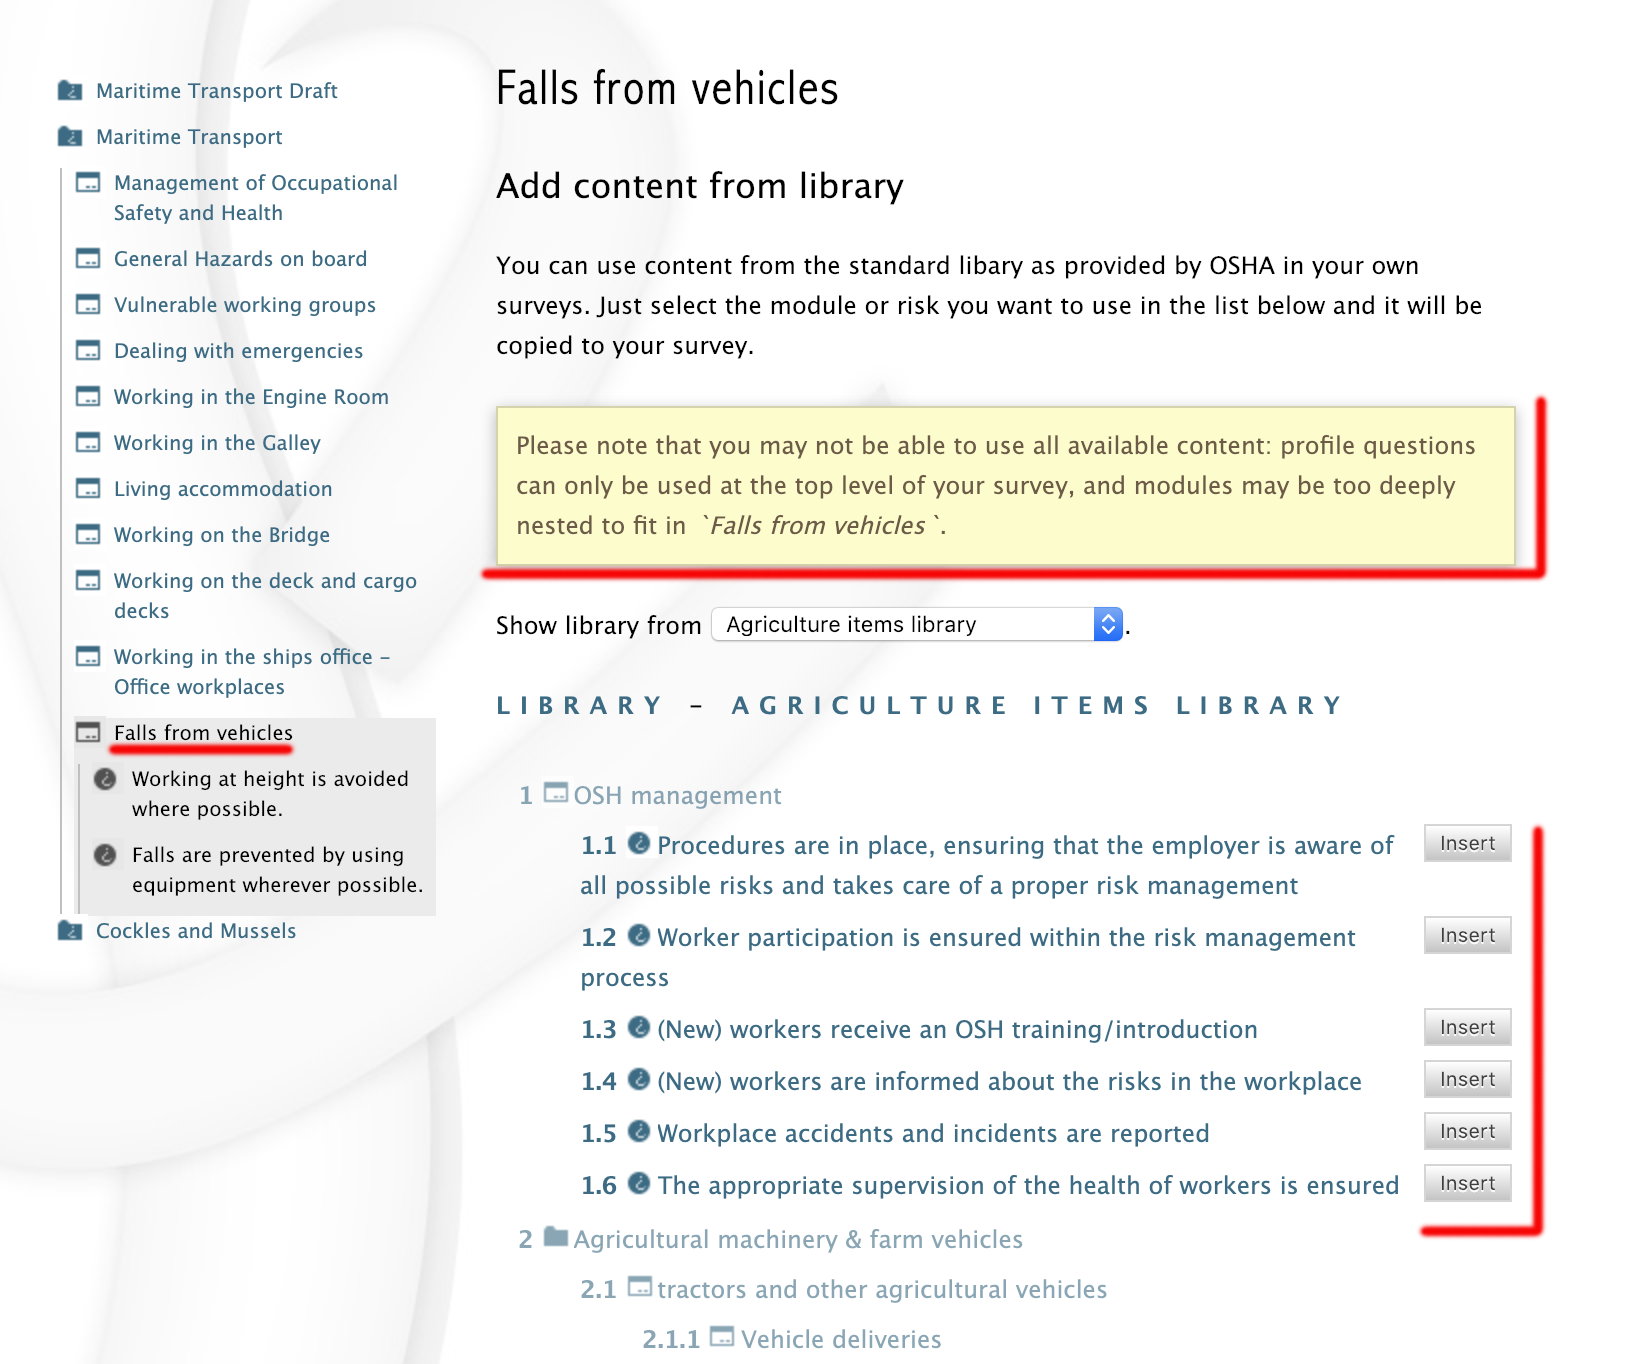 Maritime Transport Draft
Maritime Transport
Management of Occupational
Safety and Health
General Hazards on board
Vulnerable working groups
Dealing with emergencies
Working in the Engine Room
Working in the Galley
Living accommodation
Working on the Bridge
Working on the deck and cargo
decks
Working in the ships office –
Office workplaces
Falls from vehicles
Working at height is avoided
where possible.
Falls are prevented by using
equipment wherever possible.
Cockles and Mussels
Falls from vehicles
Add content from library
You can use content from the standard libary as provided by OSHA in your own
surveys. Just select the module or risk you want to use in the list below and it will be
copied to your survey.
Please note that you may not be able to use all available content: profile questions
can only be used at the top level of your survey, and modules may be too deeply
nested to fit in `Falls from vehicles `.
Show library from Agriculture items library .
LIBRARY – AGRICULTURE ITEMS LIBRARY
1 OSH management
1.1 Procedures are in place, ensuring that the employer is aware of Insert
all possible risks and takes care of a proper risk management
1.2 Worker participation is ensured within the risk management Insert
process
1.3 (New) workers receive an OSH training/introduction Insert
1.4 (New) workers are informed about the risks in the workplace Insert
1.5 Workplace accidents and incidents are reported Insert
1.6 The appropriate supervision of the health of workers is ensured Insert
2 Agricultural machinery & farm vehicles
2.1 tractors and other agricultural vehicles
2.1.1 Vehicle deliveries